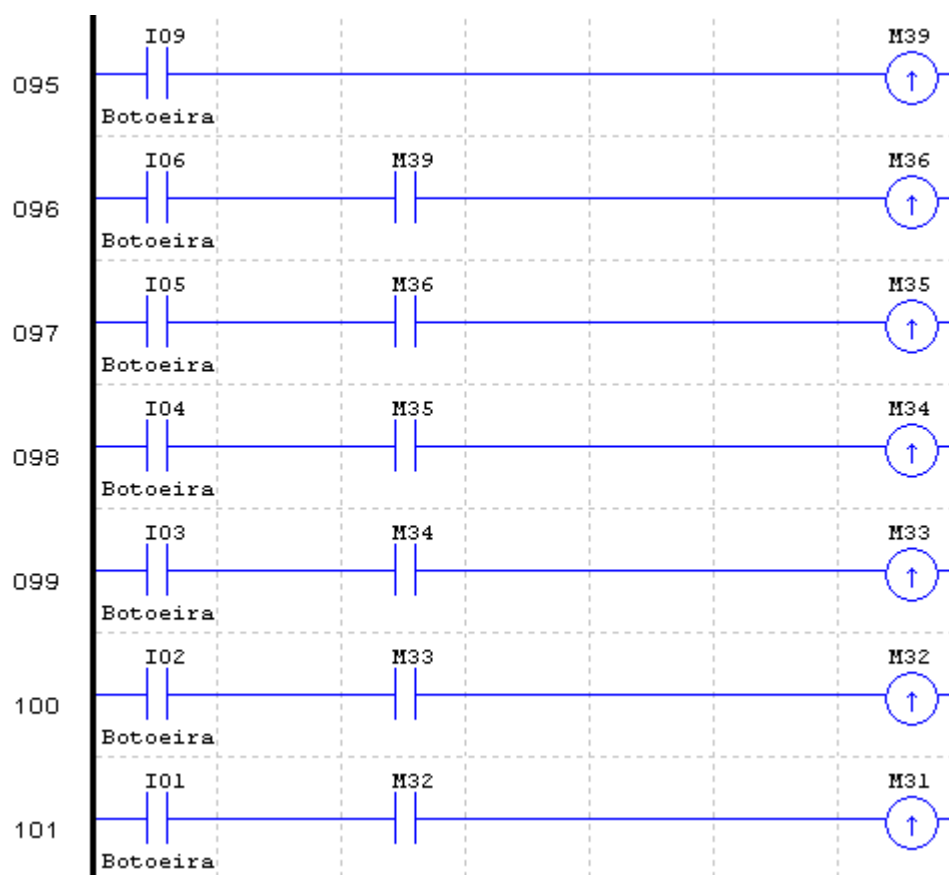 I09 M39
095
Botoeira
I06 M39 M36
096
Botoeira
I05 M36 M35
097
Botoeira
I04 M35 M34
098
Botoeira
I03 M34 M33
099
Botoeira
I02 M33 M32
100
Botoeira
I01 M32 M31
101
Botoeira